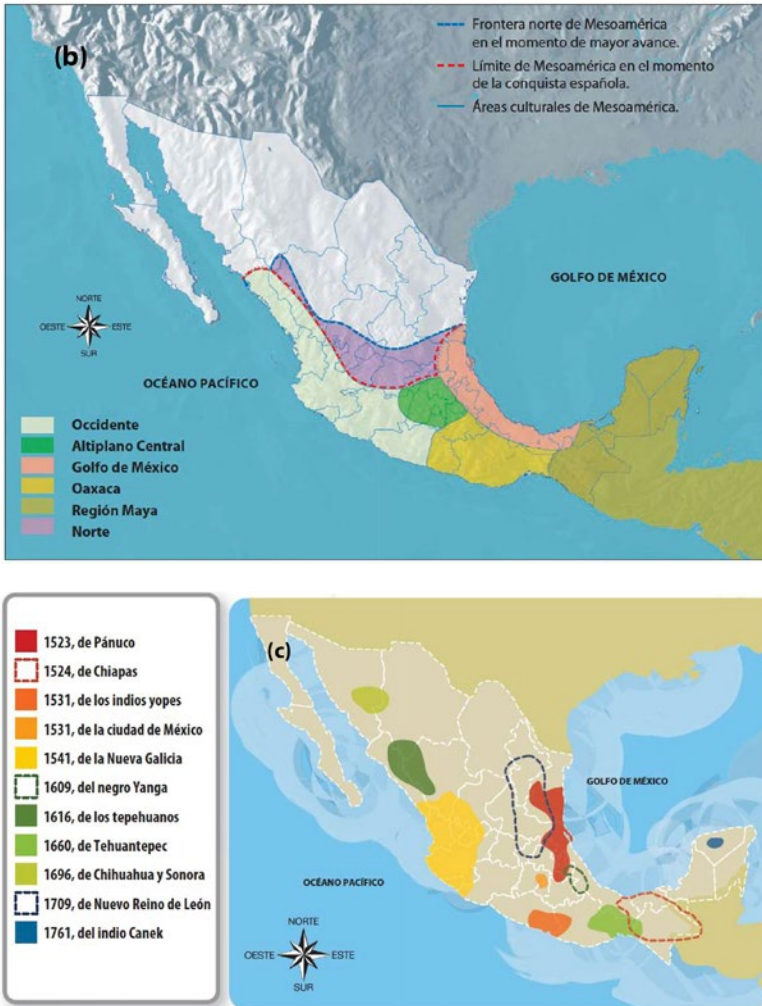 (b)
Frontera norte de Mesoamérica
en el momento de mayor avance.
Límite de Mesoamérica en el momento
de la conquista española.
Áreas culturales de Mesoamérica.
GOLFO DE MÉXICO
NORTE
OESTE
ESTE
SUR
OCÉANO PACÍFICO
Occidente
Altiplano Central
Golfo de México
Oaxaca
Región Maya
Norte
1523, de Pánuco
1524, de Chiapas
1531, de los indios yopes
1531, de la ciudad de México
1541, de la Nueva Galicia
1609, del negro Yanga
1616, de los tepehuanos
1660, de Tehuantepec
1696, de Chihuahua y Sonora
1709, de Nuevo Reino de León
1761, del indio Canek
(c)
GOLFO DE MÉXICO
OCÉANO PACÍFICO
NORTE
OESTE
ESTE
SUR